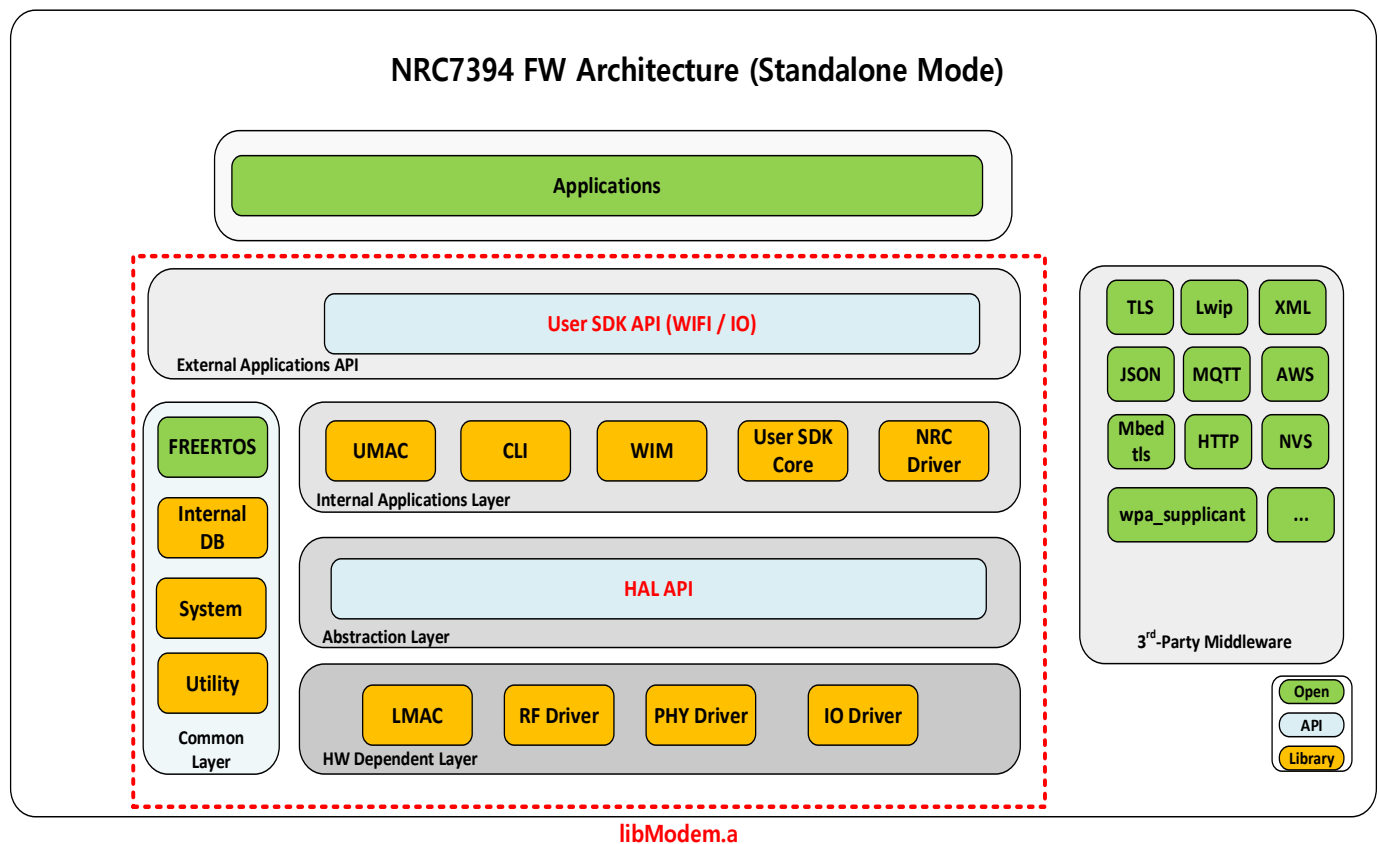 NRC7394 FW Architecture (Standalone Mode)
Applications
User SDK API (WIFI / IO)
External Applications API
FREERTOS
Internal
DB
System
Utility
Common
Layer
UMAC
CLI
WIM
User SDK
Core
NRC
Driver
Internal Applications Layer
HAL API
Abstraction Layer
LMAC
RF Driver
PHY Driver
IO Driver
HW Dependent Layer
TLS
Lwip
XML
JSON
MQTT
AWS
Mbed
tls
HTTP
NVS
wpa_supplicant
...
3rd-Party Middleware
Open
API
Library
libModem.a